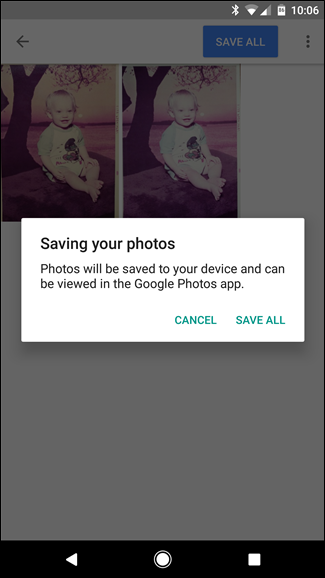 10:06
SAVE ALL
Saving your photos
Photos will be saved to your device and can
be viewed in the Google Photos app.
CANCEL SAVE ALL